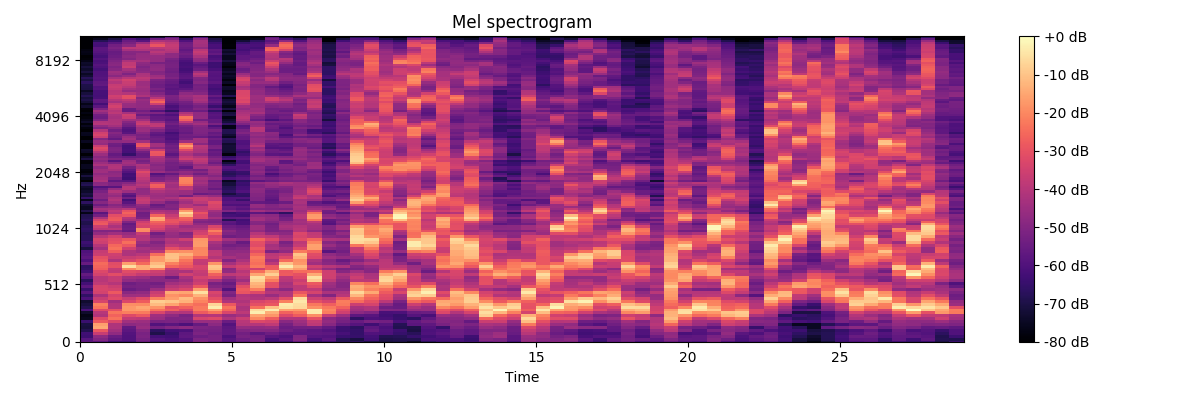 Mel spectrogram
8192
4096
2048
1024
512
0
Hz
0 5 10 15 20 25
Time
+0 dB
-10 dB
-20 dB
-30 dB
-40 dB
-50 dB
-60 dB
-70 dB
-80 dB